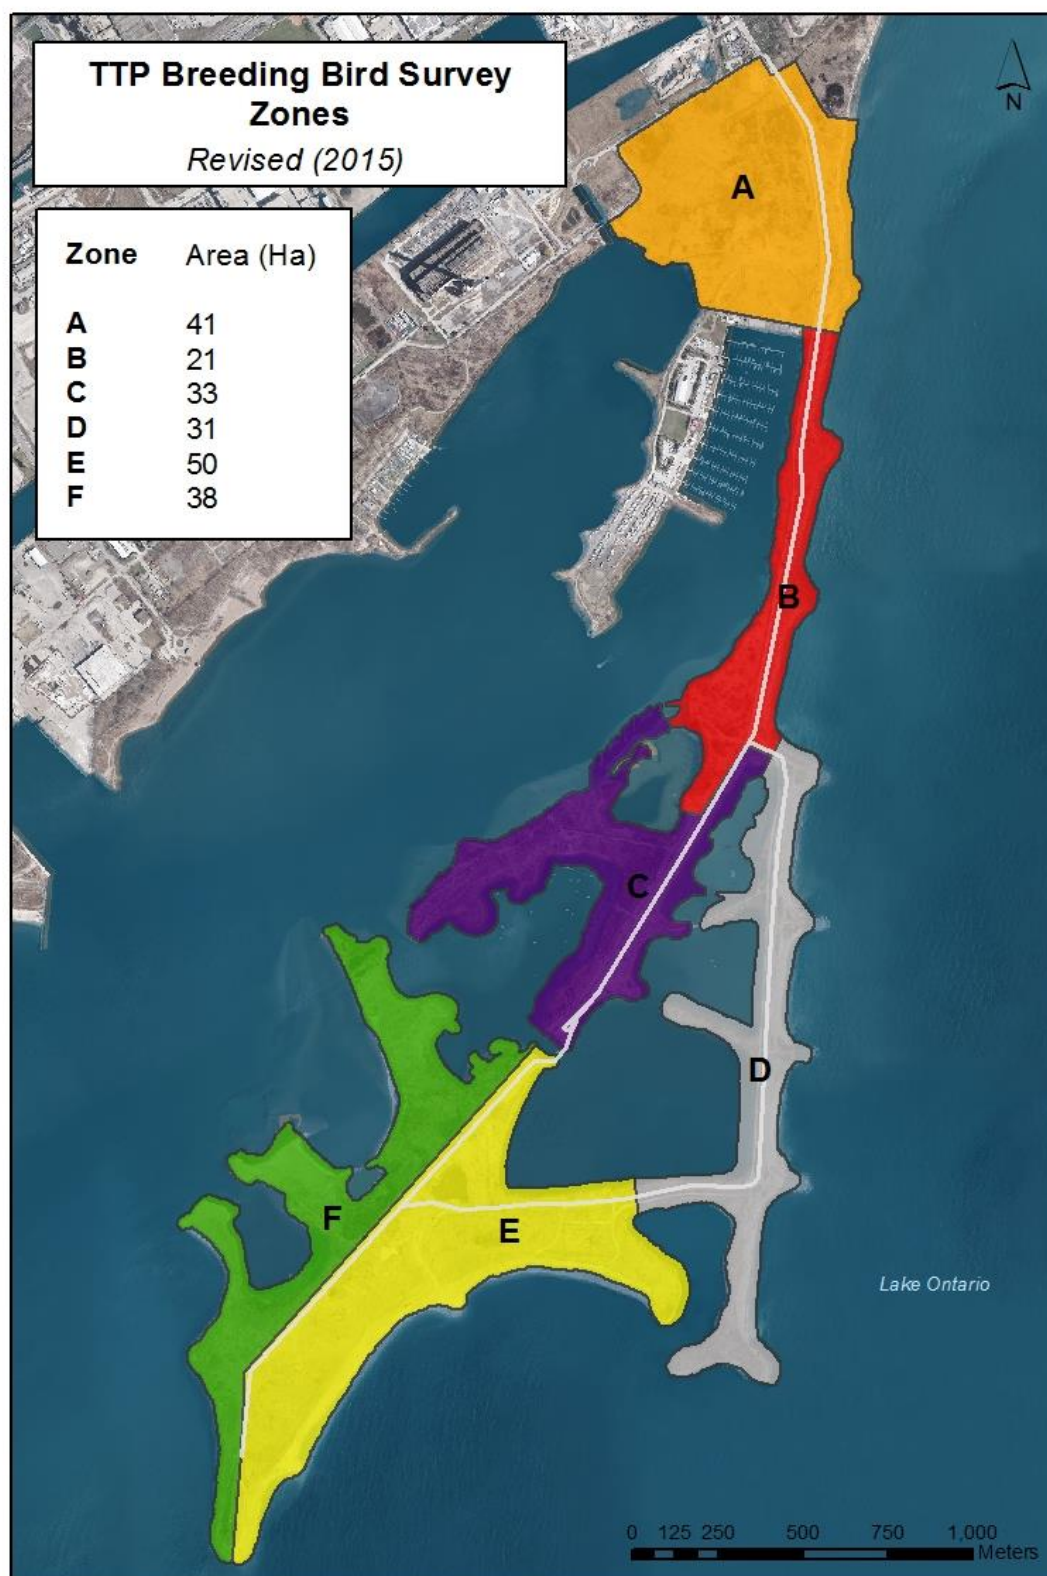 TTP Breeding Bird Survey
Zones
Revised (2015)
N
Zone Area (Ha)
A 41
B 21
C 33
D 31
E 50
F 38
A
B
C
D
E
F
Lake Ontario
0 125 250 500 750 1,000
Meters